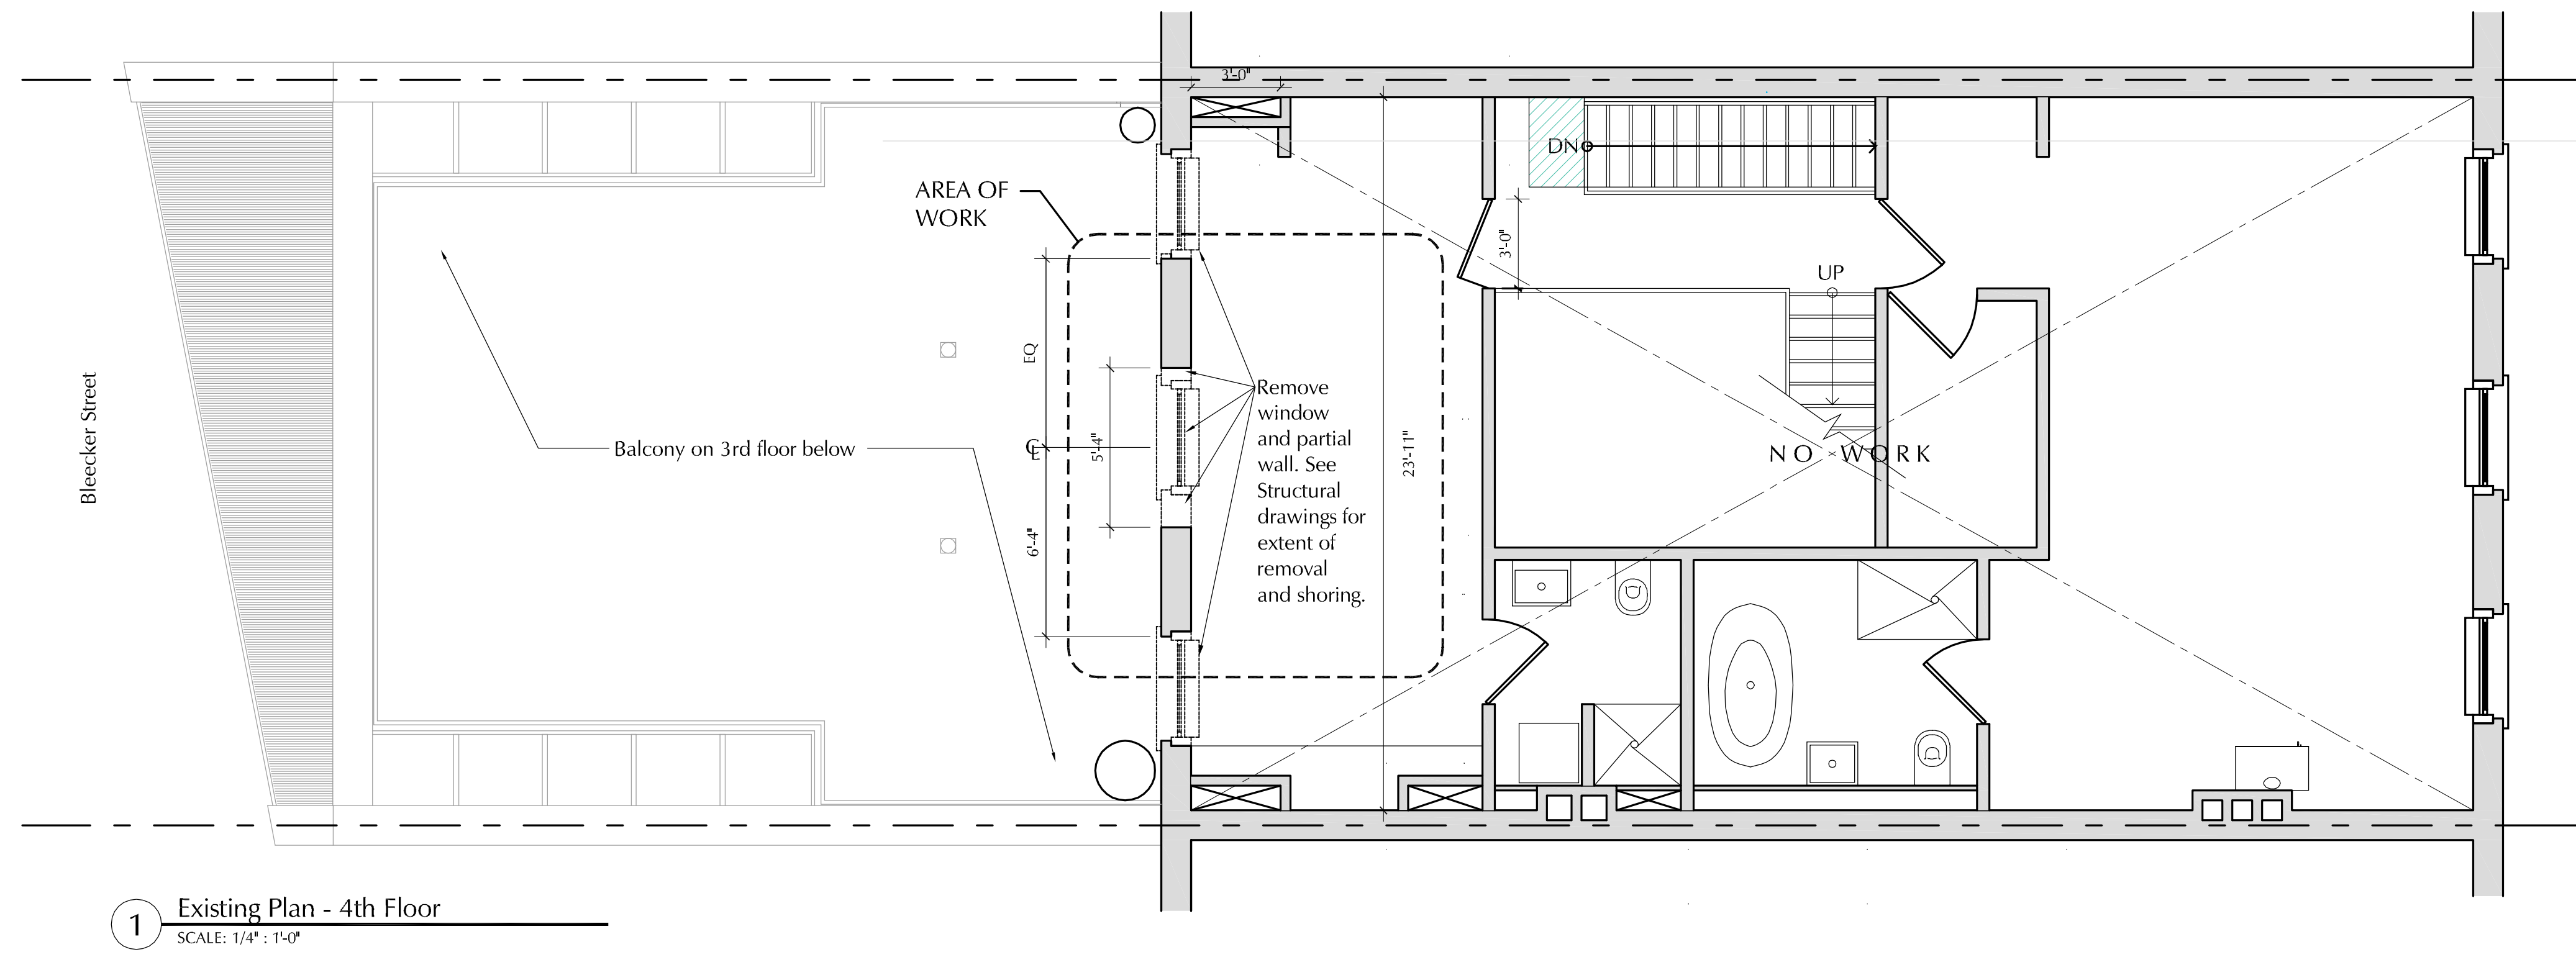 3'-0"
AREA OF
WORK
DN
3'-0"
UP
EQ
Bleecker Street
Balcony on 3rd floor below
CL
5'-4"
Remove
window
and partial
wall. See
Structural
drawings for
extent of
removal
and shoring.
23'-11"
NO WORK
6'-4"
1
Existing Plan - 4th Floor
SCALE: 1/4" : 1'-0"